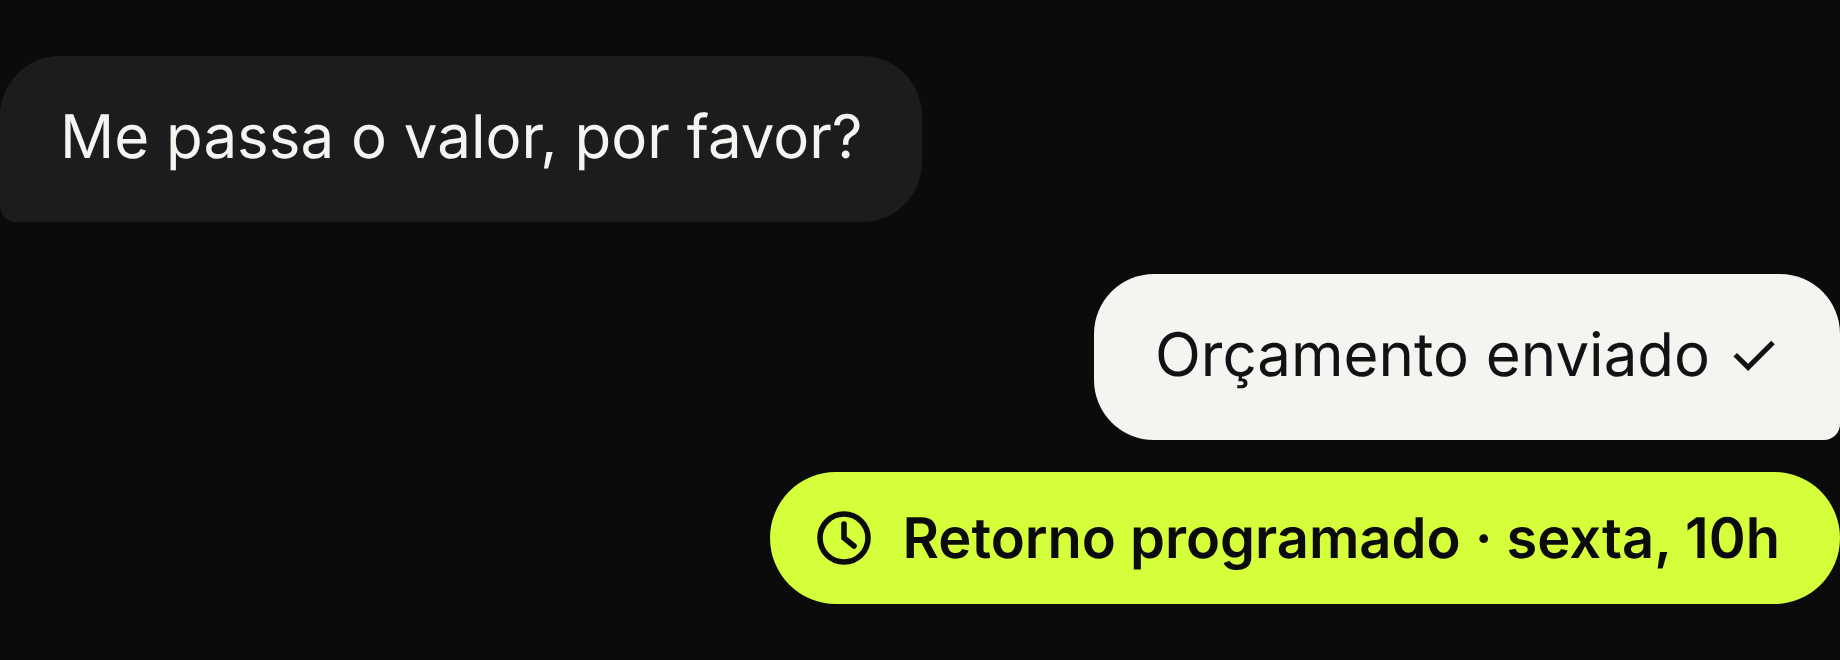 Me passa o valor, por favor?
Orçamento enviado ✓
Retorno programado · sexta, 10h